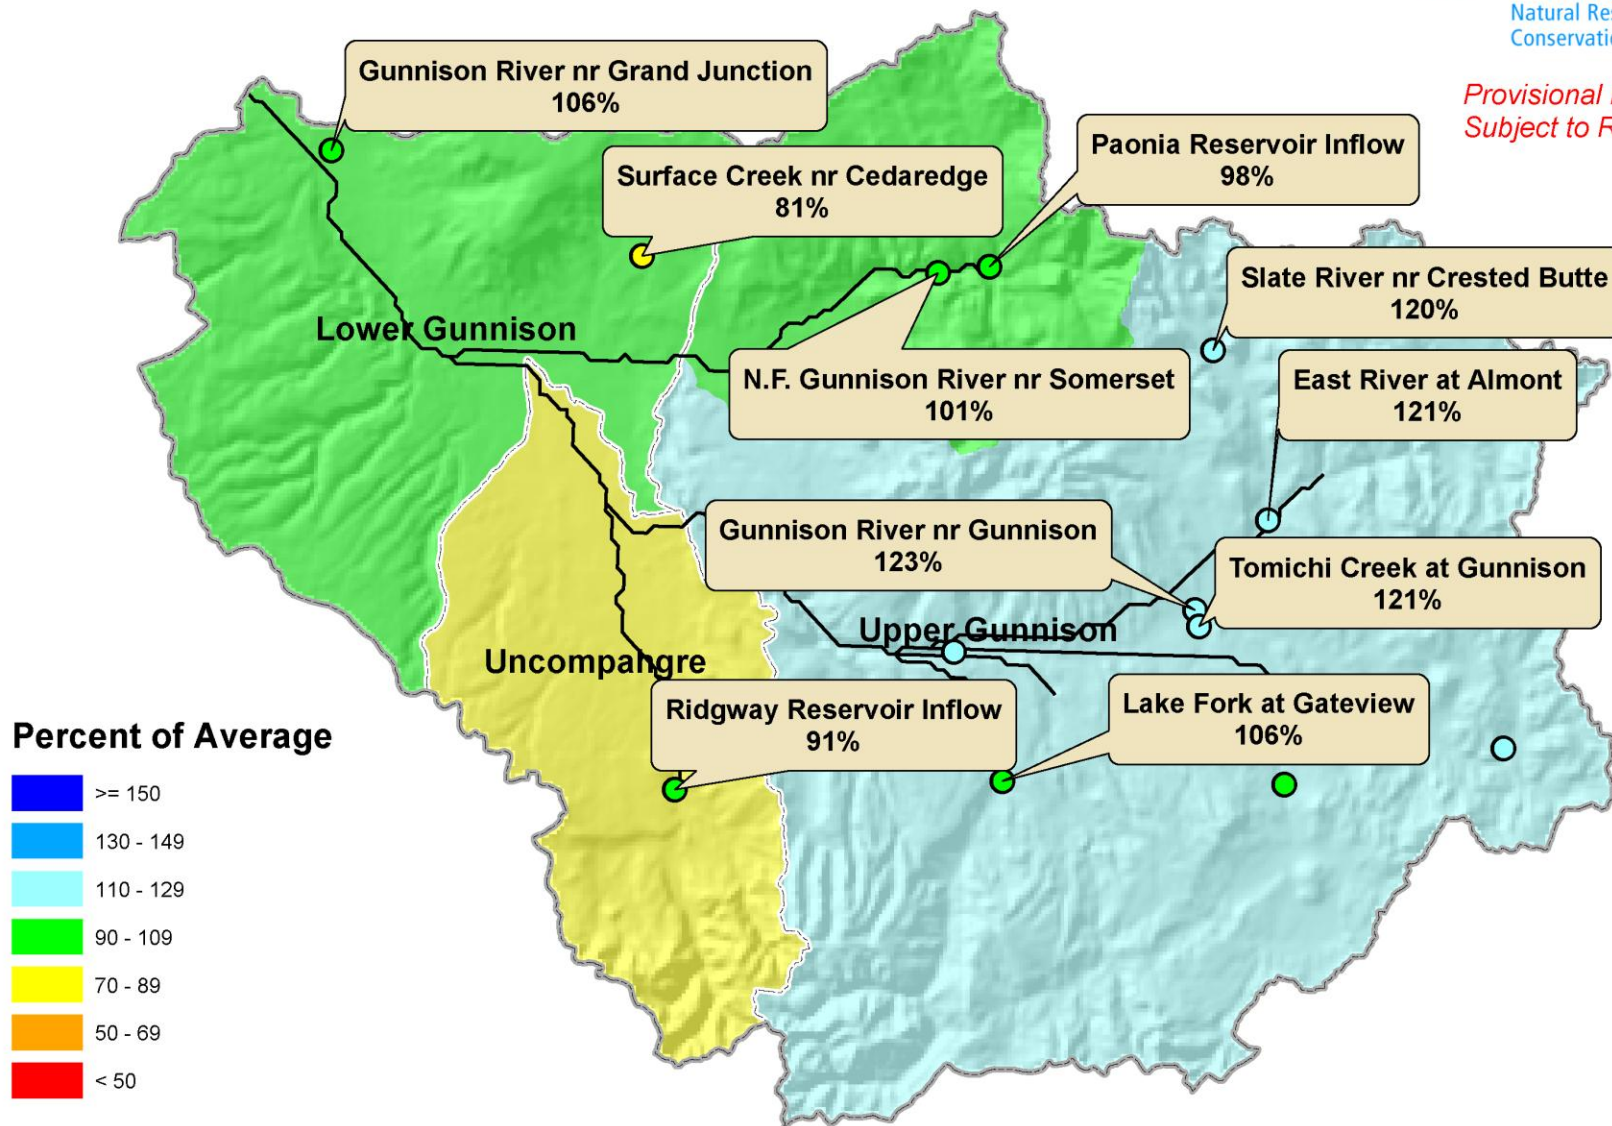 Natural
Conservation
Provisional
Subject to
Gunnison River nr Grand Junction
106%
Surface Creek nr Cedaredge
81%
Paonia Reservoir Inflow
98%
Slate River nr Crested Butte
120%
Lower Gunnison
N.F. Gunnison River nr Somerset
101%
East River at Almont
121%
Gunnison River nr Gunnison
123%
Tomichi Creek at Gunnison
121%
Upper Gunnison
Uncompahgre
Ridgway Reservoir Inflow
91%
Lake Fork at Gateview
106%
Percent of Average
>= 150
130 - 149
110 - 129
90 - 109
70 - 89
50 - 69
< 50